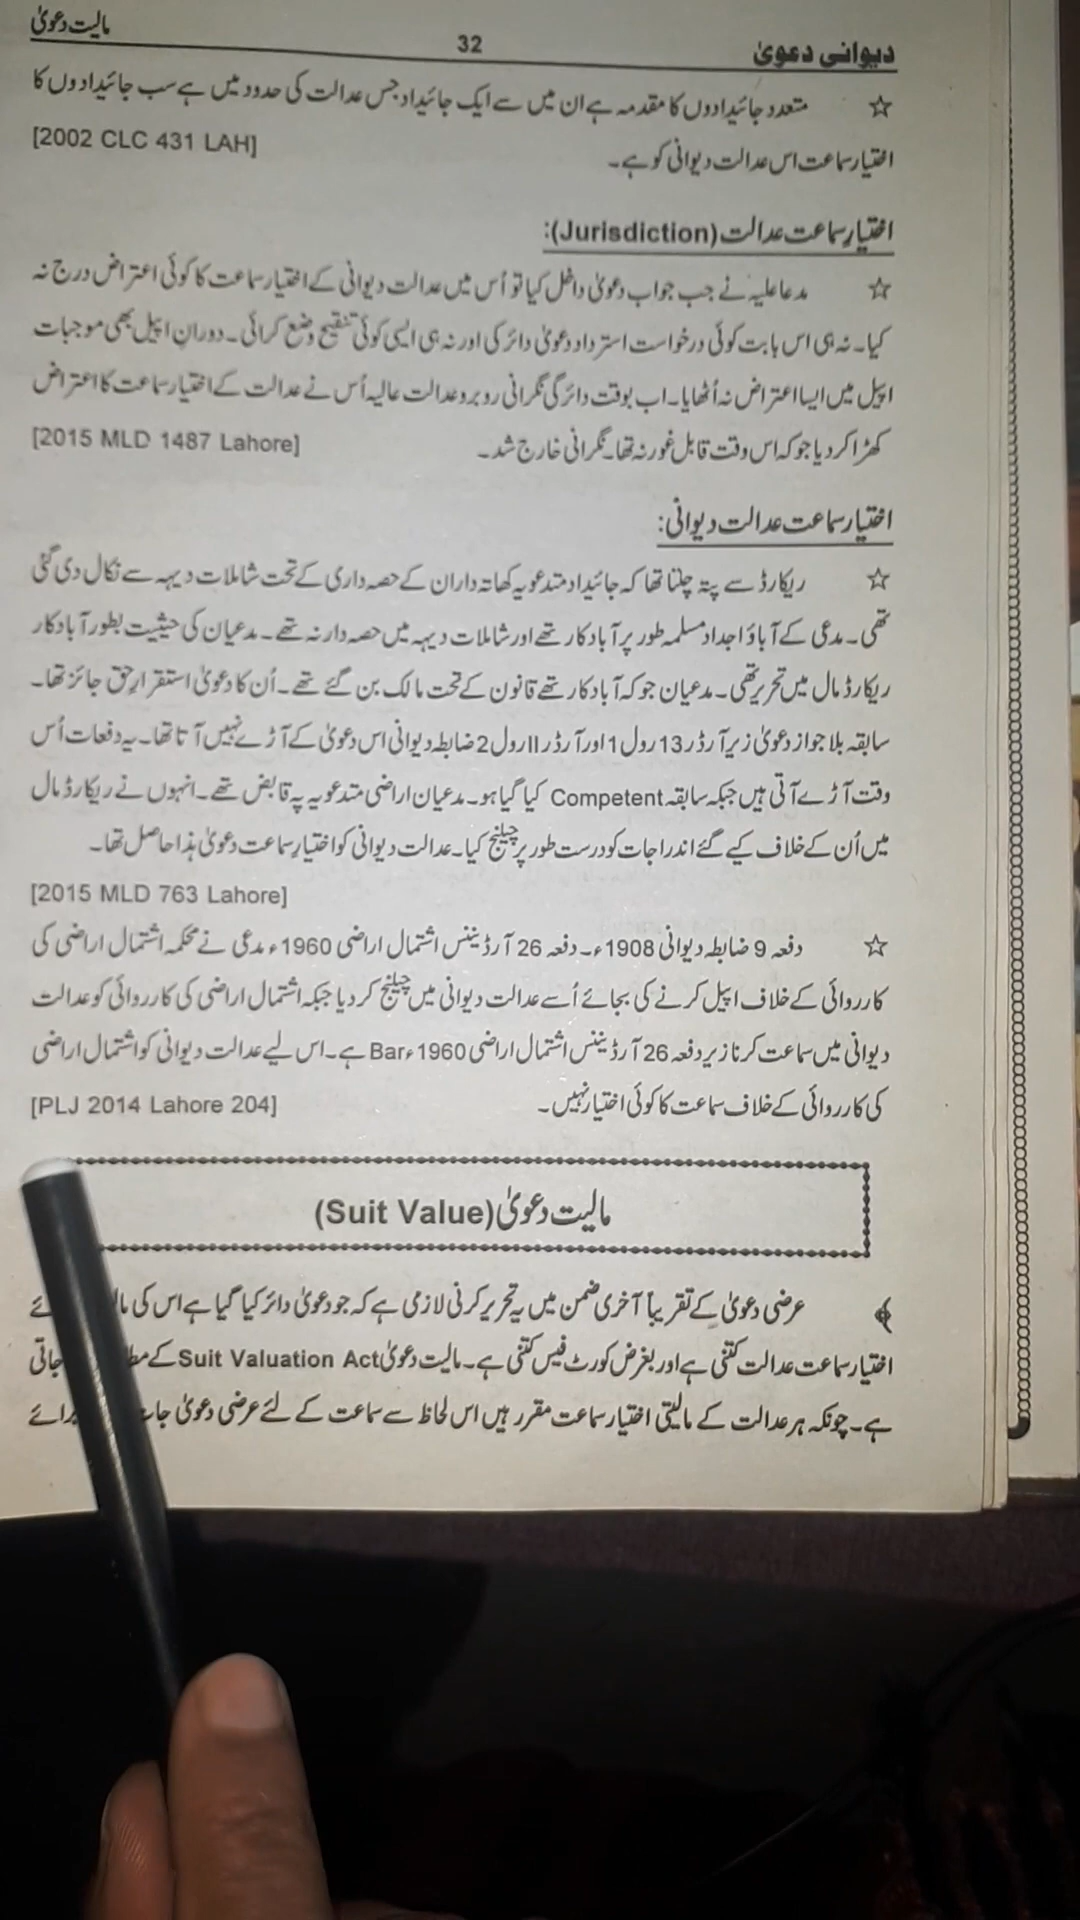 دیوانی دعویٰ 32 مالیت دعویٰ
☆ متعدد جائیدادوں کا مقدمہ ہے ان میں سے ایک جائیداد جس عدالت کی حدود میں ہے سب جائیدادوں کا
اختیار سماعت اس عدالت دیوانی کو ہے۔ [2002 CLC 431 LAH]
اختیارِ سماعت عدالت (Jurisdiction):
☆ مدعا علیہ نے جب جواب دعویٰ داخل کیا تو اُس میں عدالت دیوانی کے اختیار سماعت کا کوئی اعتراض درج نہ
کیا۔ نہ ہی اس بابت کوئی درخواست استرداد دعویٰ دائر کی اور نہ ہی ایسی کوئی تنقیح وضع کرائی۔ دوران اپیل بھی موجبات
اپیل میں ایسا اعتراض نہ اُٹھایا۔ اب بوقت دائرگی نگرانی روبرو عدالت عالیہ اُس نے عدالت کے اختیار سماعت کا اعتراض
کھڑا کر دیا جو کہ اس وقت قابل غور نہ تھا۔ نگرانی خارج شد۔ [2015 MLD 1487 Lahore]
اختیار سماعت عدالت دیوانی:
☆ ریکارڈ سے پتہ چلتا تھا کہ جائیداد متدعویہ کھاتہ داران کے حصہ داری کے تحت شاملات دیہہ سے نکال دی گئی
تھی۔ مدعی کے آباؤ اجداد مسلمہ طور پر آباد کار تھے اور شاملات دیہہ میں حصہ دار نہ تھے۔ مدعیان کی حیثیت بطور آباد کار
ریکارڈ مال میں تحریر تھی۔ مدعیان جو کہ آباد کار تھے قانون کے تحت مالک بن گئے تھے۔ اُن کا دعویٰ استقرارِ حق جائز تھا۔
سابقہ بلا جواز دعویٰ زیر آرڈر 13 رول 1 اور آرڈر II رول 2 ضابطہ دیوانی اس دعویٰ کے آڑے نہیں آتا تھا۔ یہ دفعات اُس
وقت آڑے آتی ہیں جبکہ سابقہ Competent کیا گیا ہو۔ مدعیان اراضی متدعویہ پہ قابض تھے۔ انہوں نے ریکارڈ مال
میں اُن کے خلاف کیے گئے اندراجات کو درست طور پر چیلنج کیا۔ عدالت دیوانی کو اختیارِ سماعت دعویٰ ہذا حاصل تھا۔
[2015 MLD 763 Lahore]
☆ دفعہ 9 ضابطہ دیوانی 1908ء۔ دفعہ 26 آرڈیننس اشتمال اراضی 1960ء مدعی نے محکمہ اشتمال اراضی کی
کارروائی کے خلاف اپیل کرنے کی بجائے اُسے عدالت دیوانی میں چیلنج کر دیا جبکہ اشتمال اراضی کی کارروائی کو عدالت
دیوانی میں سماعت کرنا زیر دفعہ 26 آرڈیننس اشتمال اراضی 1960ء Bar ہے۔ اس لیے عدالت دیوانی کو اشتمال اراضی
کی کارروائی کے خلاف سماعت کا کوئی اختیار نہیں۔ [PLJ 2014 Lahore 204]
مالیت دعویٰ (Suit Value)
عرضی دعویٰ کے تقریباً آخری ضمن میں یہ تحریر کرنی لازمی ہے کہ جو دعویٰ دائر کیا گیا ہے اس کی
اختیار سماعت عدالت کتنی ہے اور بغرض کورٹ فیس کتنی ہے۔ مالیت دعویٰ Suit Valuation Act کے جاتی
ہے۔ چونکہ ہر عدالت کے مالیتی اختیار سماعت مقرر ہیں اس لحاظ سے سماعت کے لئے عرضی دعویٰ برائے